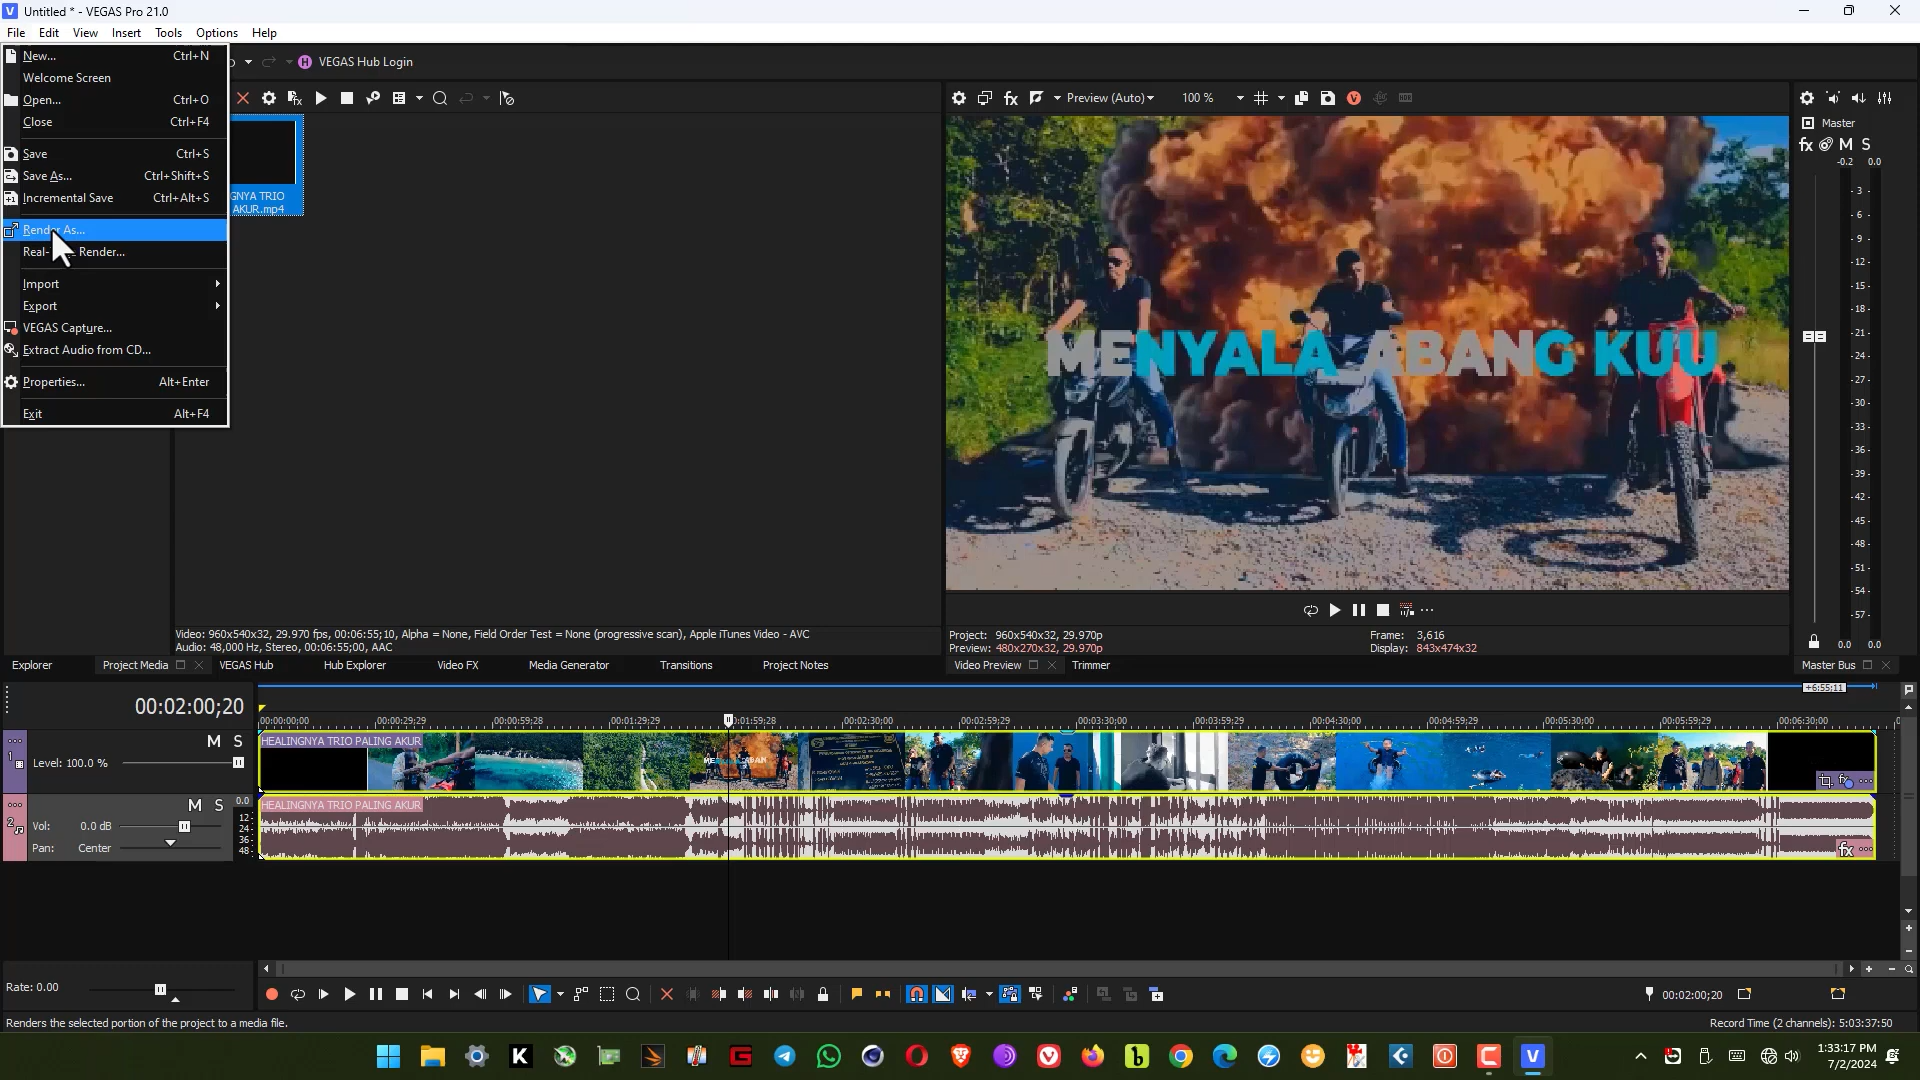 Untitled * - VEGAS Pro 21.0
File Edit View Insert Tools Options Help
New... Ctrl+N
Welcome Screen
Open... Ctrl+O
Close Ctrl+F4
Save Ctrl+S
Save As... Ctrl+Shift+S
Incremental Save Ctrl+Alt+S
Render As...
Render...
Import
Export
VEGAS Capture...
Extract Audio from CD...
Properties... Alt+Enter
Exit Alt+F4
VEGAS Hub Login
GNYA TRIO
AKUR.mp4
Video: 960x540x32, 29.970 fps, 00:06:55;10, Alpha = None, Field Order Test = None (progressive scan), Apple iTunes Video - AVC
Audio: 48,000 Hz, Stereo, 00:06:55;00, AAC
Explorer Project Media VEGAS Hub Hub Explorer Video FX Media Generator Transitions Project Notes
Preview (Auto) 100 %
MENYALA ABANG KUU
Project: 960x540x32, 29.970p
Preview: 480x270x32, 29.970p
Frame: 3,616
Display: 843x474x32
Video Preview Trimmer
Master
fx M S
-0.2 0.0
- 3 -
- 6 -
- 9 -
-12-
-15-
-18-
-21-
-24-
-27-
-30-
-33-
-36-
-39-
-42-
-45-
-48-
-51-
-54-
-57-
0.0 0.0
Master Bus
00:02:00;20
+6:55;11
00:00:00;00 00:00:29;29 00:00:59;28 00:01:29;29 0:01:59:28 00:02:30;00 00:02:59;29 00:03:30;00 00:03:59;29 00:04:30;00 00:04:59;29 00:05:30;00 00:05:59;29 00:06:30;00
1 M S
Level: 100.0 %
HEALINGNYA TRIO PALING AKUR
2 M S
Vol: 0.0 dB
Pan: Center
0.0
12
24
36
48
HEALINGNYA TRIO PALING AKUR
fx
Rate: 0.00
00:02:00;20
Renders the selected portion of the project to a media file.
Record Time (2 channels): 5:03:37:50
1:33:17 PM
7/2/2024